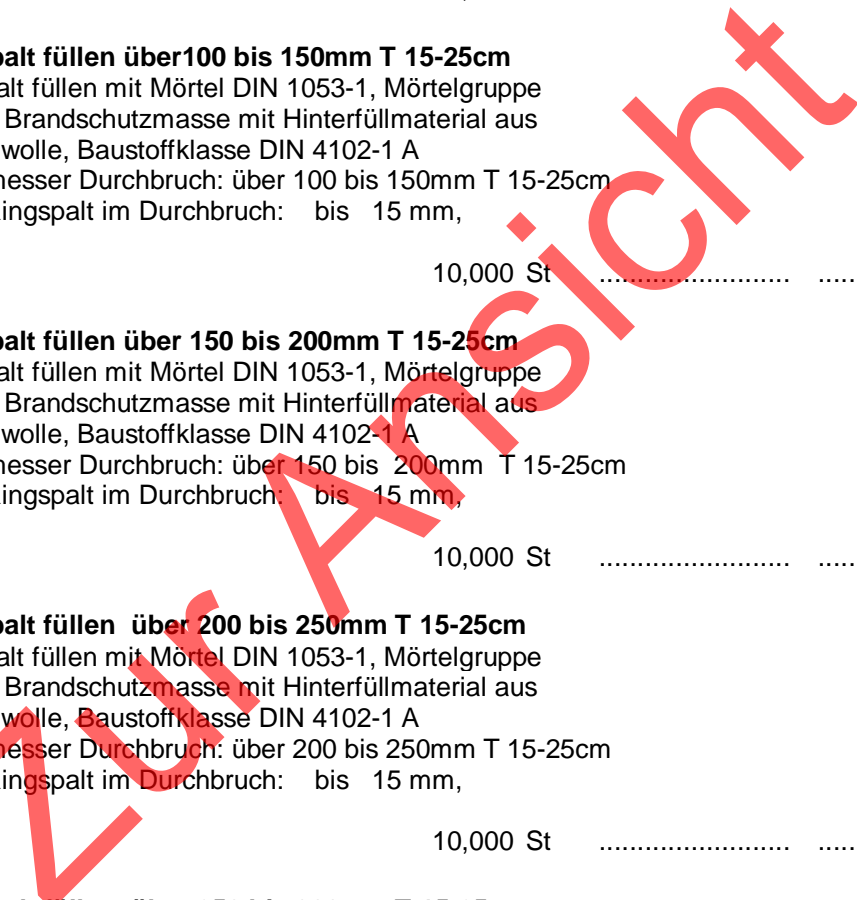 palt füllen über100 bis 150mm T 15-25cm
alt füllen mit Mörtel DIN 1053-1, Mörtelgruppe
Brandschutzmasse mit Hinterfüllmaterial aus
wolle, Baustoffklasse DIN 4102-1 A
messer Durchbruch: über 100 bis 150mm T 15-25cm
ingspalt im Durchbruch: bis 15 mm,
10,000 St ......................... ......
palt füllen über 150 bis 200mm T 15-25cm
alt füllen mit Mörtel DIN 1053-1, Mörtelgruppe
Brandschutzmasse mit Hinterfüllmaterial aus
wolle, Baustoffklasse DIN 4102-1 A
messer Durchbruch: über 150 bis 200mm T 15-25cm
ingspalt im Durchbruch: bis 15 mm,
10,000 St ......................... ......
palt füllen über 200 bis 250mm T 15-25cm
alt füllen mit Mörtel DIN 1053-1, Mörtelgruppe
Brandschutzmasse mit Hinterfüllmaterial aus
wolle, Baustoffklasse DIN 4102-1 A
messer Durchbruch: über 200 bis 250mm T 15-25cm
ingspalt im Durchbruch: bis 15 mm,
10,000 St ......................... ......
Zur Ansicht